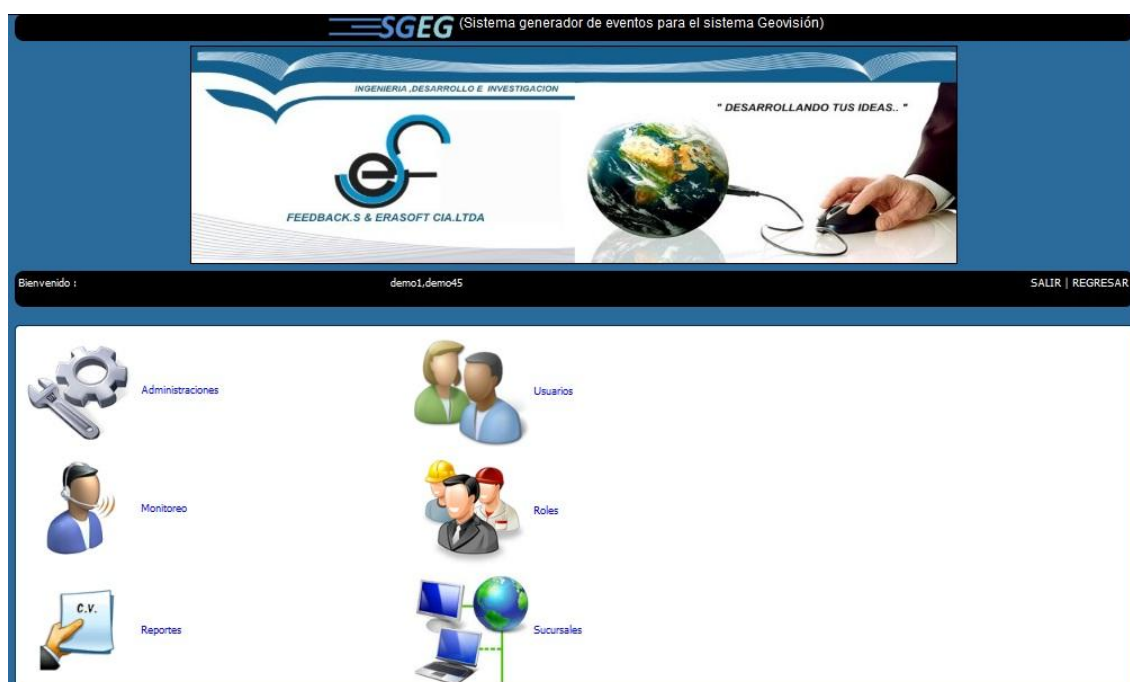 SGEG (Sistema generador de eventos para el sistema Geovisión)
INGENIERIA ,DESARROLLO E INVESTIGACION
" DESARROLLANDO TUS IDEAS.. "
FEEDBACK.S & ERASOFT CIA.LTDA
Bienvenido : demo1,demo45 SALIR | REGRESAR
Administraciones Usuarios
Monitoreo Roles
C.V.
Reportes Sucursales